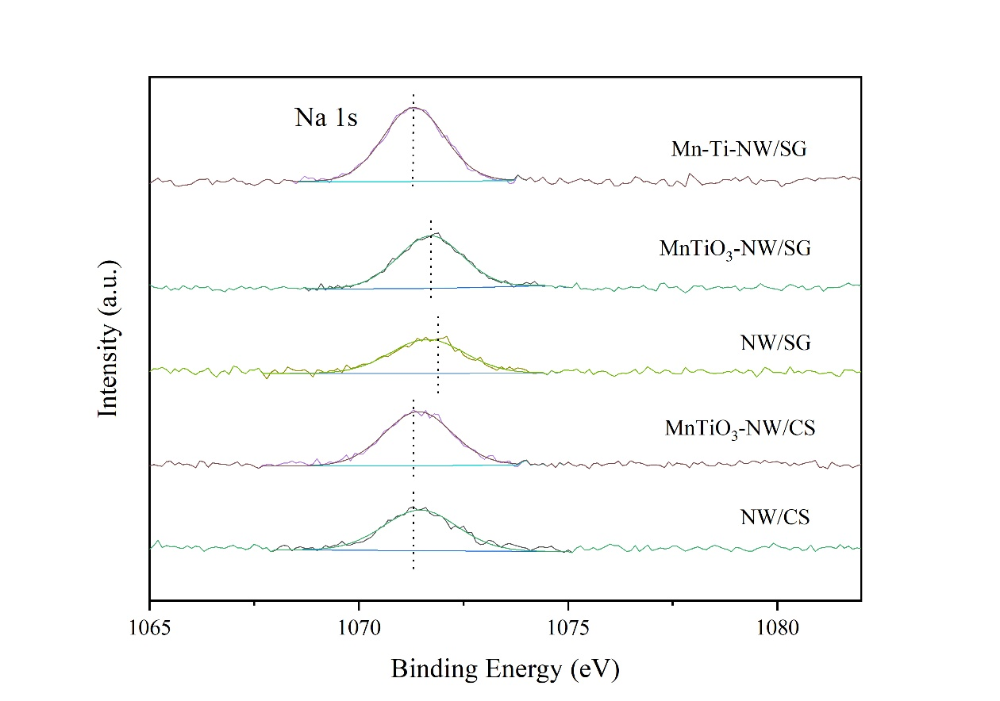 Na 1s
Mn-Ti-NW/SG
MnTiO₃-NW/SG
NW/SG
MnTiO₃-NW/CS
NW/CS
Intensity (a.u.)
1065 1070 1075 1080
Binding Energy (eV)